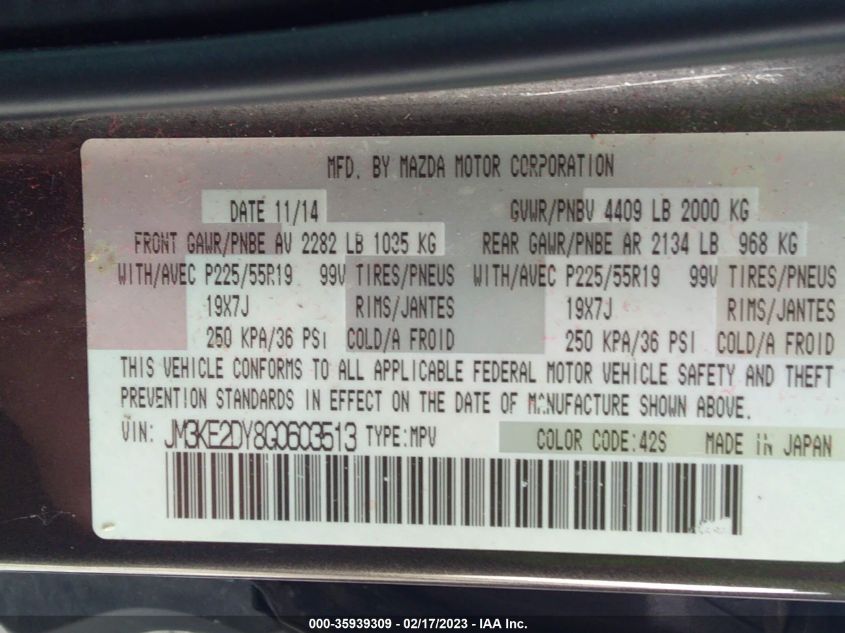 MFD. BY MAZDA MOTOR CORPORATION
DATE 11/14 GVWR/PNBV 4409 LB 2000 KG
FRONT GAWR/PNBE AV 2282 LB 1035 KG REAR GAWR/PNBE AR 2134 LB 968 KG
WITH/AVEC P225/55R19 99V TIRES/PNEUS WITH/AVEC P225/55R19 99V TIRES/PNEUS
19X7J RIMS/JANTES 19X7J RIMS/JANTES
250 KPA/36 PSI COLD/A FROID 250 KPA/36 PSI COLD/A FROID
THIS VEHICLE CONFORMS TO ALL APPLICABLE FEDERAL MOTOR VEHICLE SAFETY AND THEFT
PREVENTION STANDARDS IN EFFECT ON THE DATE OF MANUFACTURE SHOWN ABOVE.
VIN: JM3KE2DY8G0603513 TYPE:MPV COLOR CODE:42S MADE IN JAPAN
000-35939309 - 02/17/2023 - IAA Inc.